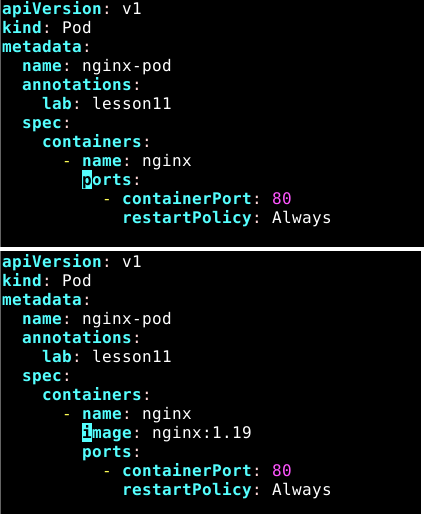 apiVersion: v1
kind: Pod
metadata:
  name: nginx-pod
  annotations:
    lab: lesson11
  spec:
    containers:
      - name: nginx
        ports:
          - containerPort: 80
            restartPolicy: Always
apiVersion: v1
kind: Pod
metadata:
  name: nginx-pod
  annotations:
    lab: lesson11
  spec:
    containers:
      - name: nginx
        image: nginx:1.19
        ports:
          - containerPort: 80
            restartPolicy: Always